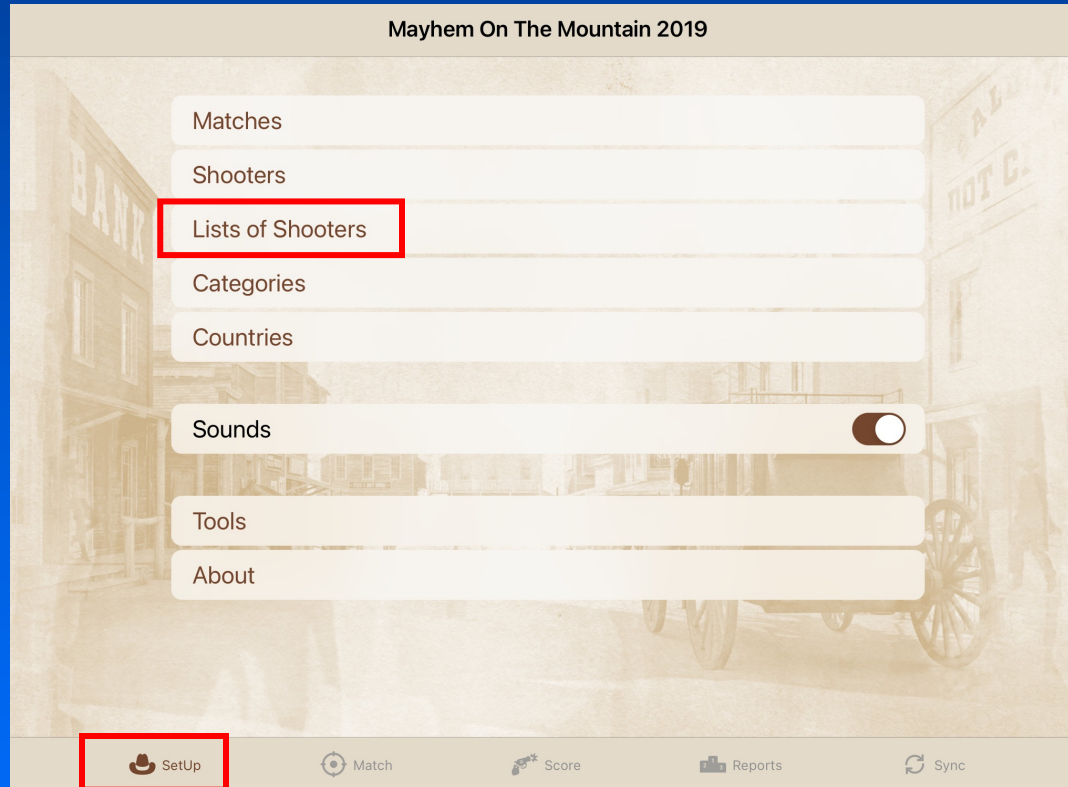 Mayhem On The Mountain 2019
Matches
Shooters
BANK
Lists of Shooters
Categories
Countries
Sounds
Tools
About
SetUp
Match
Score
Reports
Sync